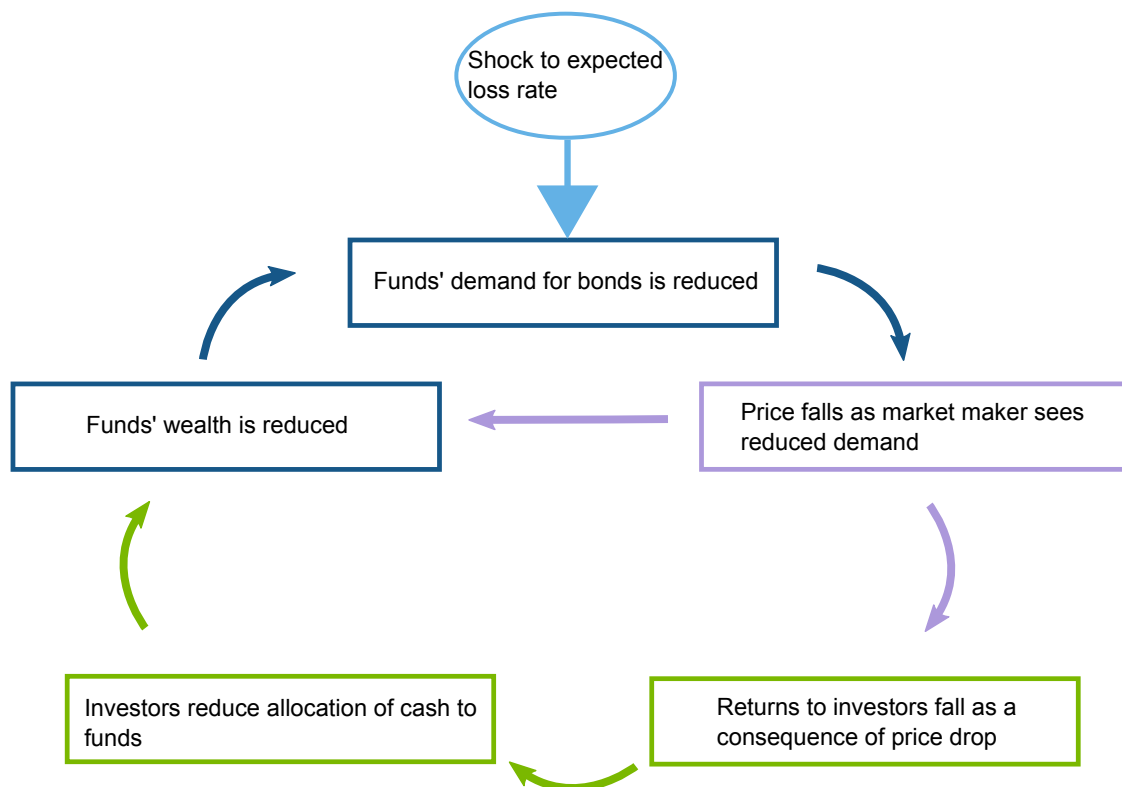 Shock to expected
loss rate
Funds' demand for bonds is reduced
Funds' wealth is reduced
Price falls as market maker sees
reduced demand
Investors reduce allocation of cash to
funds
Returns to investors fall as a
consequence of price drop